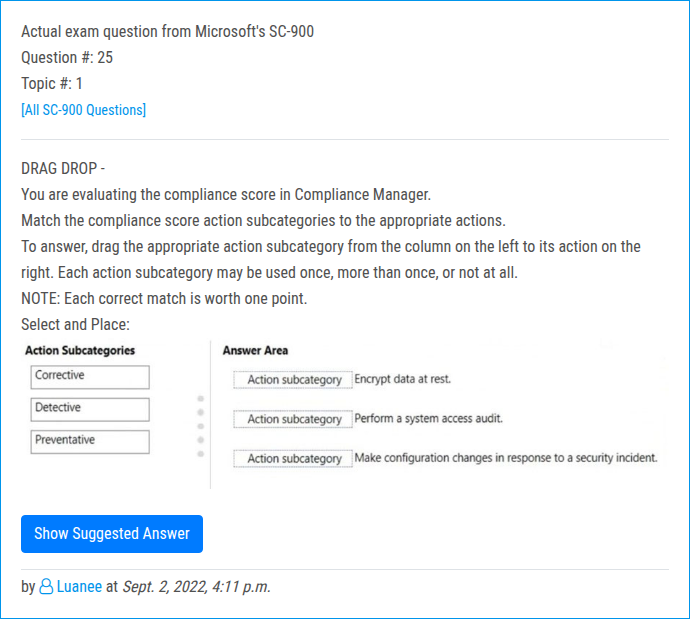 Actual exam question from Microsoft's SC-900
Question #: 25
Topic #: 1
[All SC-900 Questions]
DRAG DROP -
You are evaluating the compliance score in Compliance Manager.
Match the compliance score action subcategories to the appropriate actions.
To answer, drag the appropriate action subcategory from the column on the left to its action on the
right. Each action subcategory may be used once, more than once, or not at all.
NOTE: Each correct match is worth one point.
Select and Place:
Action Subcategories
Corrective
Detective
Preventative
Answer Area
Action subcategory Encrypt data at rest.
Action subcategory Perform a system access audit.
Action subcategory Make configuration changes in response to a security incident.
Show Suggested Answer
by Luanee at Sept. 2, 2022, 4:11 p.m.